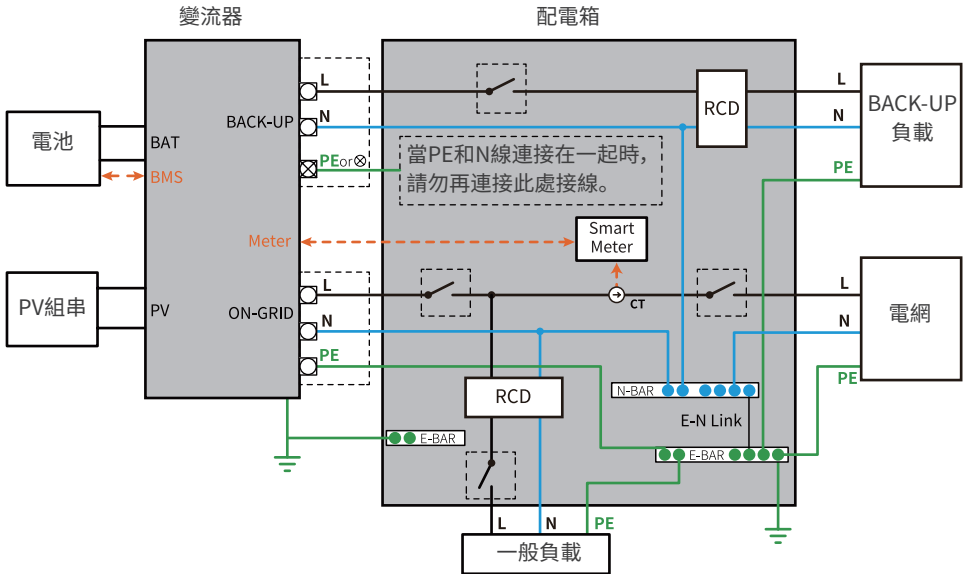 變流器
配電箱
L
L
BACK-UP
負載
RCD
電池
BAT
BACK-UP
N
N
BMS
PEor⊗
當PE和N線連接在一起時，
請勿再連接此處接線。
PE
Meter
Smart
Meter
PV組串
PV
ON-GRID
L
CT
L
電網
N
N
PE
PE
RCD
N-BAR
E-N Link
E-BAR
E-BAR
L
N
PE
一般負載